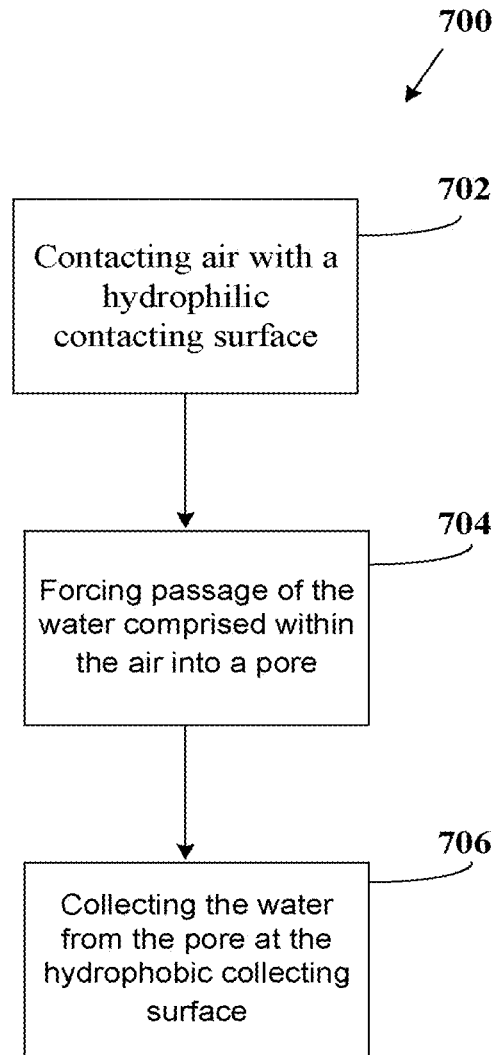 700
702
Contacting air with a
hydrophilic
contacting surface
704
Forcing passage of the
water comprised within
the air into a pore
706
Collecting the water
from the pore at the
hydrophobic collecting
surface